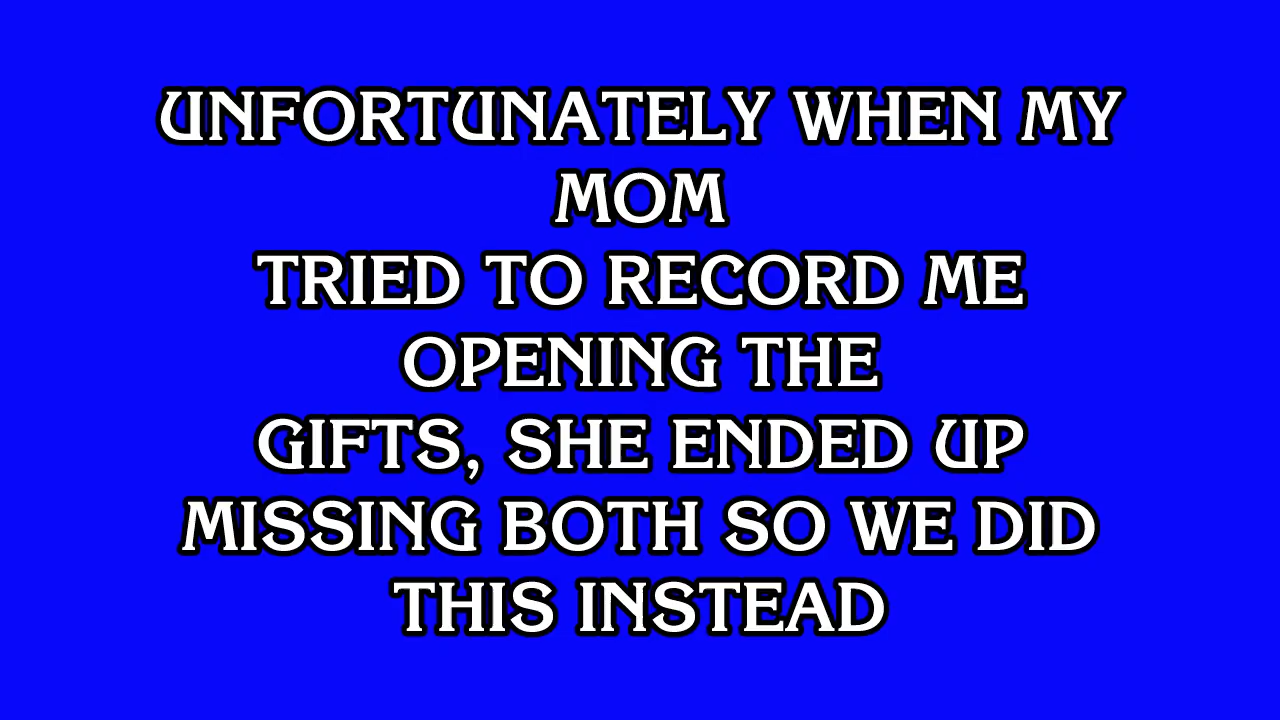 UNFORTUNATELY WHEN MY
MOM
TRIED TO RECORD ME
OPENING THE
GIFTS, SHE ENDED UP
MISSING BOTH SO WE DID
THIS INSTEAD